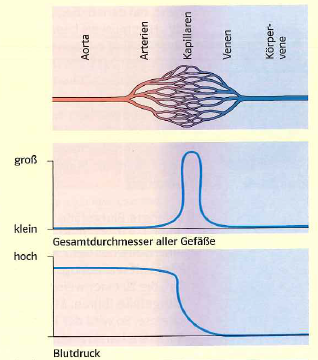 Aorta
Arterien
Kapillaren
Venen
Körper-
vene
groß
klein
Gesamtdurchmesser aller Gefäße
hoch
Blutdruck